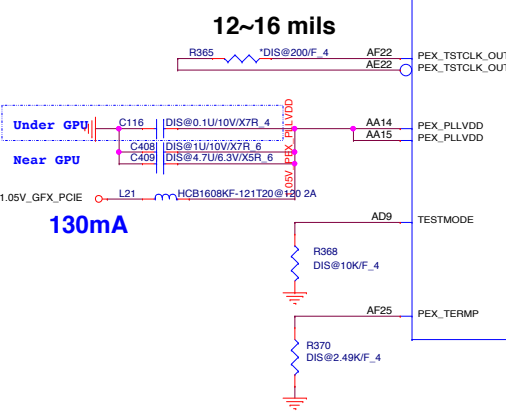 12~16 mils
R365 *DIS@200/F_4 AF22 PEX_TSTCLK_OUT
AE22 PEX_TSTCLK_OUT
Under GPU C116 DIS@0.1U/10V/X7R_4 AA14 PEX_PLLVDD
AA15 PEX_PLLVDD
C408 DIS@1U/10V/X7R_6
Near GPU C409 DIS@4.7U/6.3V/X5R_6
1.05V_PEX_PLLVDD
1.05V_GFX_PCIE L21 HCB1608KF-121T20@120 2A
130mA
AD9 TESTMODE
R368
DIS@10K/F_4
AF25 PEX_TERMP
R370
DIS@2.49K/F_4